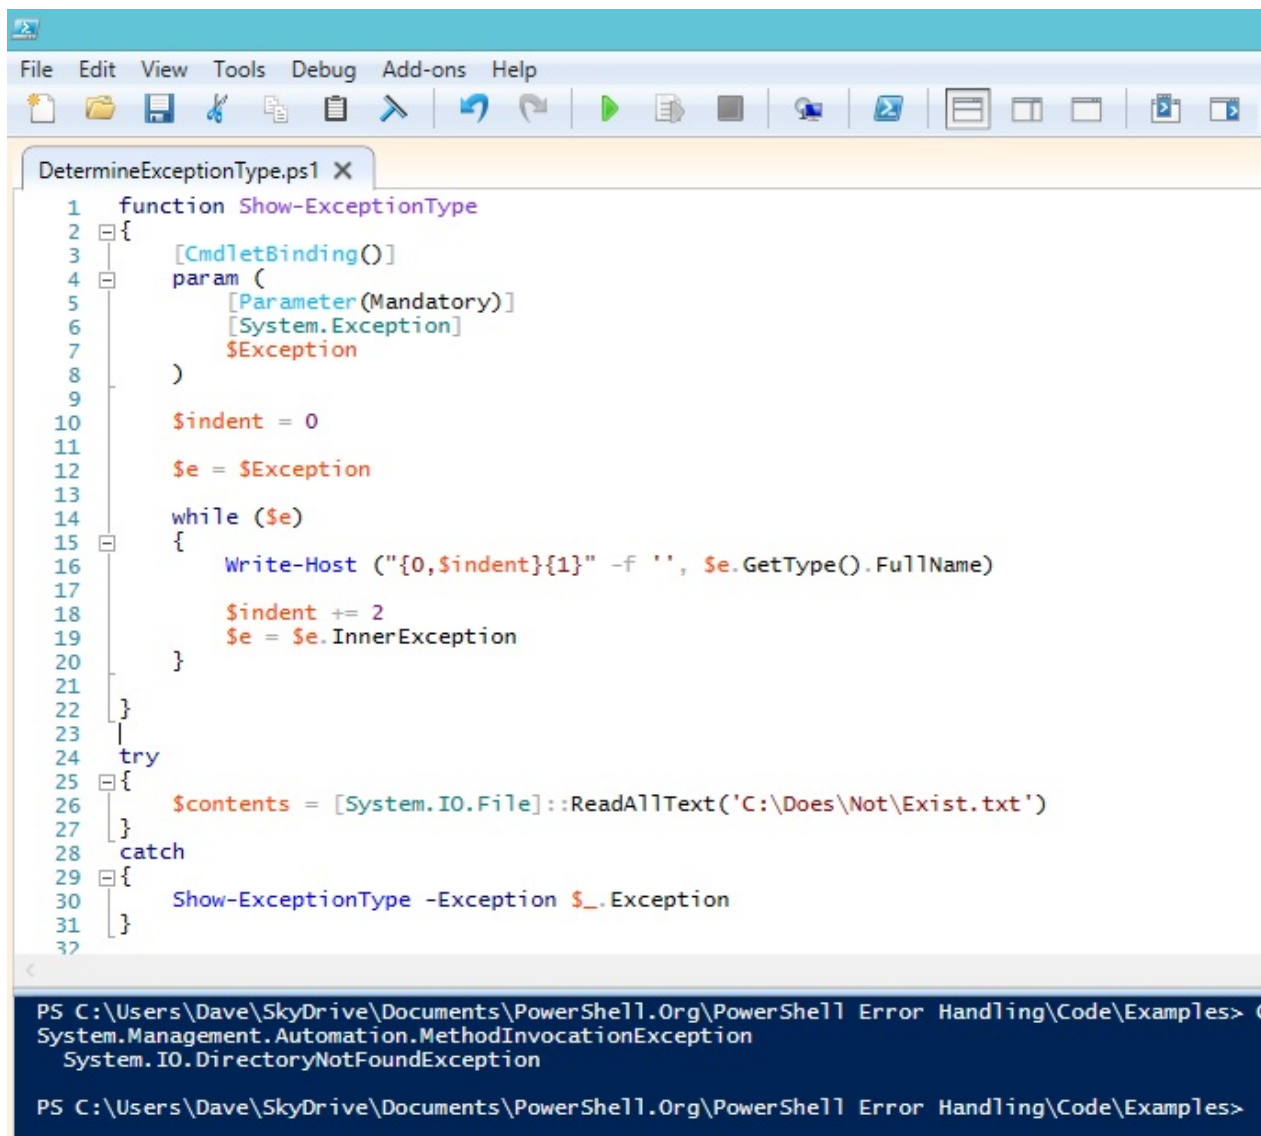 File Edit View Tools Debug Add-ons Help
DetermineExceptionType.ps1
1 function Show-ExceptionType
2 {
3 [CmdletBinding()]
4 param (
5 [Parameter(Mandatory)]
6 [System.Exception]
7 $Exception
8 )
9
10 $indent = 0
11
12 $e = $Exception
13
14 while ($e)
15 {
16 Write-Host ("{0,$indent}{1}" -f '', $e.GetType().FullName)
17
18 $indent += 2
19 $e = $e.InnerException
20 }
21
22 }
23
24 try
25 {
26 $contents = [System.IO.File]::ReadAllText('C:\Does\Not\Exist.txt')
27 }
28 catch
29 {
30 Show-ExceptionType -Exception $_.Exception
31 }
32
PS C:\Users\Dave\SkyDrive\Documents\PowerShell.Org\PowerShell Error Handling\Code\Examples>
System.Management.Automation.MethodInvocationException
System.IO.DirectoryNotFoundException
PS C:\Users\Dave\SkyDrive\Documents\PowerShell.Org\PowerShell Error Handling\Code\Examples>